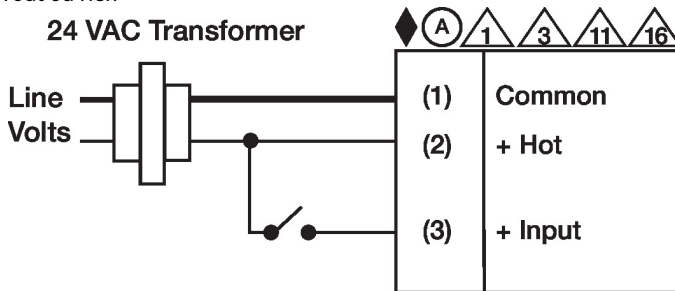 24 VAC Transformer
A 1 3 11 16
Line
Volts
(1) Common
(2) + Hot
(3) + Input